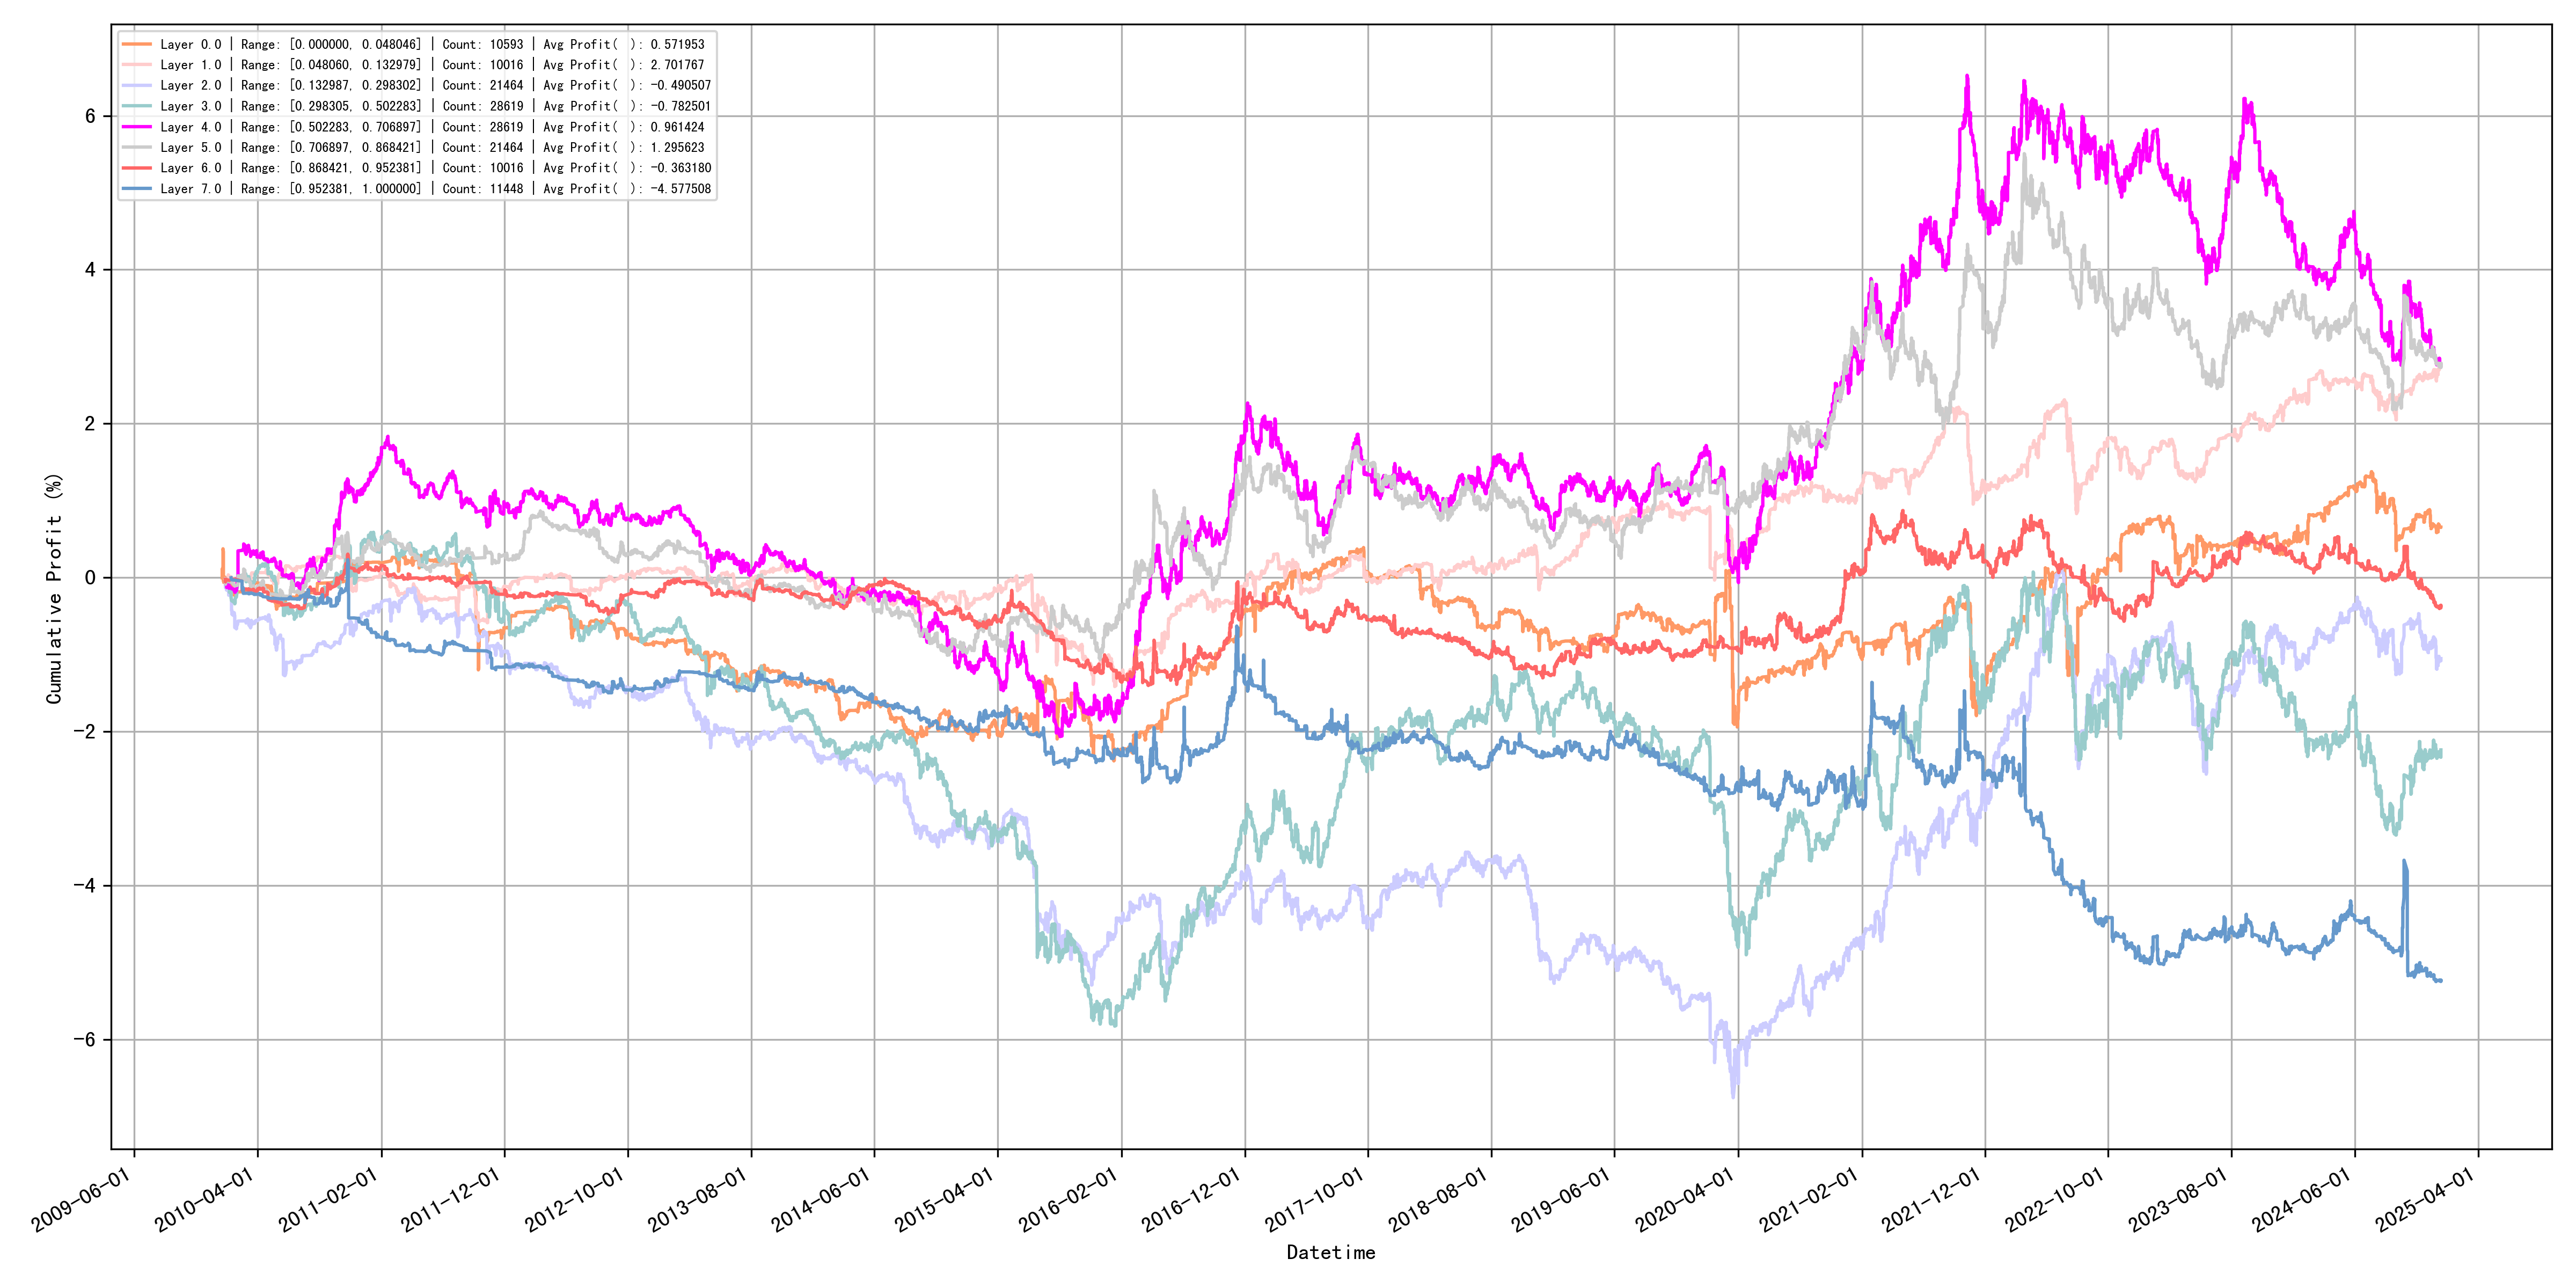 Layer 0.0 | Range: [0.000000, 0.048046] | Count: 10593 | Avg Profit( ): 0.571953
Layer 1.0 | Range: [0.048060, 0.132979] | Count: 10016 | Avg Profit( ): 2.701767
Layer 2.0 | Range: [0.132987, 0.298302] | Count: 21464 | Avg Profit( ): -0.490507
Layer 3.0 | Range: [0.298305, 0.502283] | Count: 28619 | Avg Profit( ): -0.782501
Layer 4.0 | Range: [0.502283, 0.706897] | Count: 28619 | Avg Profit( ): 0.961424
Layer 5.0 | Range: [0.706897, 0.868421] | Count: 21464 | Avg Profit( ): 1.295623
Layer 6.0 | Range: [0.868421, 0.952381] | Count: 10016 | Avg Profit( ): -0.363180
Layer 7.0 | Range: [0.952381, 1.000000] | Count: 11448 | Avg Profit( ): -4.577508
Cumulative Profit (%)
6
4
2
0
-2
-4
-6
2009-06-01
2010-04-01
2011-02-01
2011-12-01
2012-10-01
2013-08-01
2014-06-01
2015-04-01
2016-02-01
2016-12-01
2017-10-01
2018-08-01
2019-06-01
2020-04-01
2021-02-01
2021-12-01
2022-10-01
2023-08-01
2024-06-01
2025-04-01
Datetime